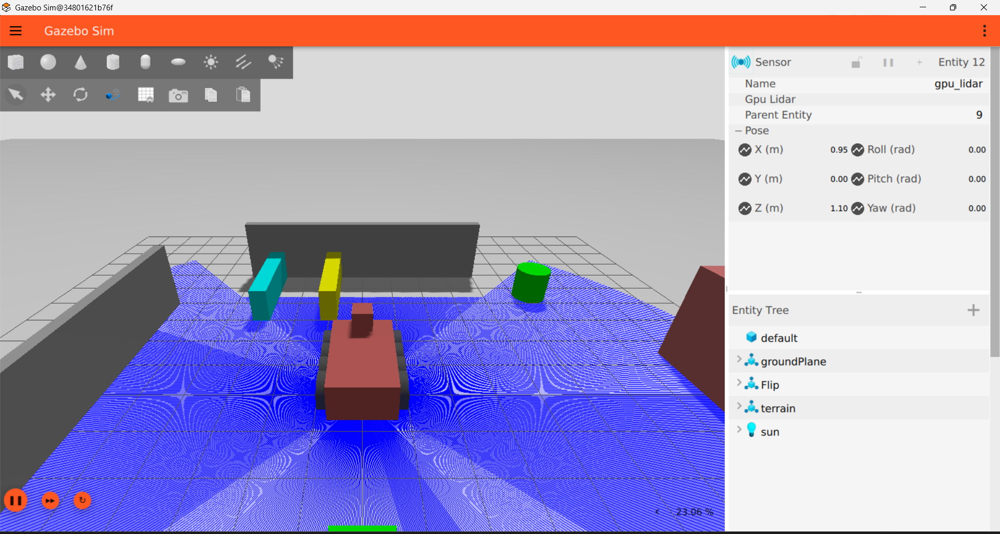 Gazebo Sim@34801621b76f
Gazebo Sim
Sensor
Entity 12
Name gpu_lidar
Gpu Lidar
Parent Entity 9
Pose
X (m) 0.95 Roll (rad) 0.00
Y (m) 0.00 Pitch (rad) 0.00
Z (m) 1.10 Yaw (rad) 0.00
Entity Tree
default
groundPlane
Flip
terrain
sun
23.06 %